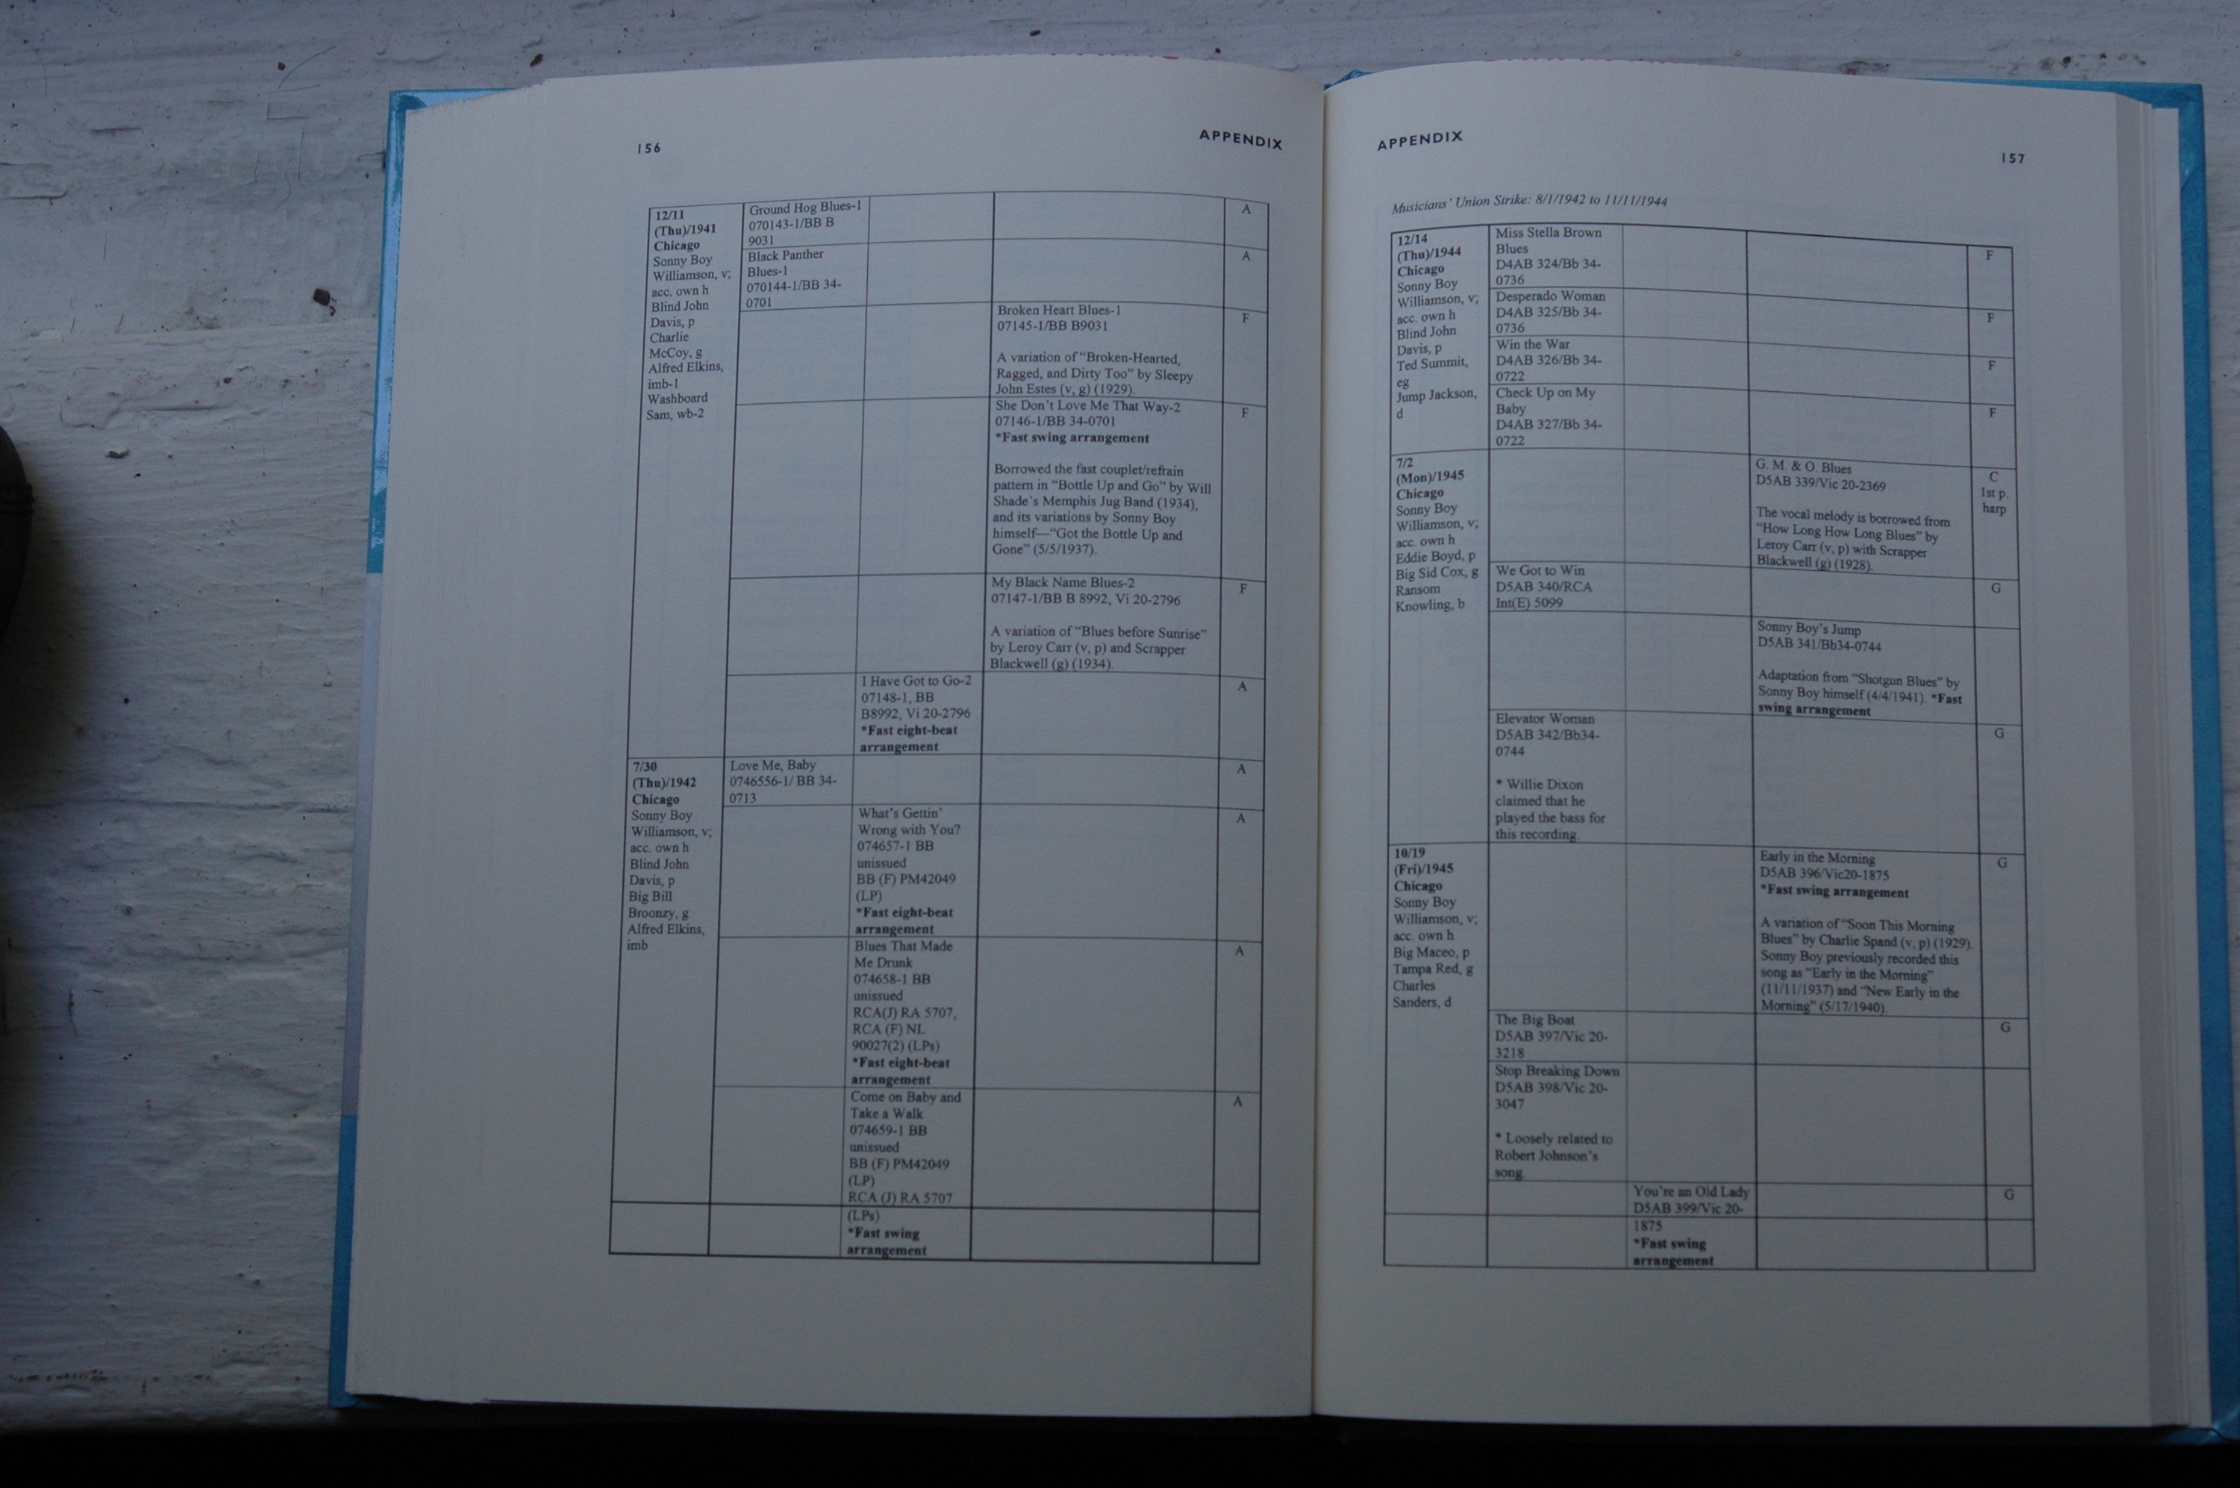 156
APPENDIX
12/11
(Thu)/1941
Chicago
Sonny Boy
Williamson, v;
acc. own h
Blind John
Davis, p
Charlie
McCoy, g
Alfred Elkins,
imb-1
Washboard
Sam, wb-2
Ground Hog Blues-1
070143-1/BB B
9031
A
Black Panther
Blues-1
070144-1/BB 34-
0701
A
Broken Heart Blues-1
07145-1/BB B9031
A variation of “Broken-Hearted,
Ragged, and Dirty Too” by Sleepy
John Estes (v, g) (1929).
F
She Don’t Love Me That Way-2
07146-1/BB 34-0701
*Fast swing arrangement
Borrowed the fast couplet/refrain
pattern in “Bottle Up and Go” by Will
Shade’s Memphis Jug Band (1934),
and its variations by Sonny Boy
himself—“Got the Bottle Up and
Gone” (5/5/1937).
F
My Black Name Blues-2
07147-1/BB B 8992, Vi 20-2796
A variation of “Blues before Sunrise”
by Leroy Carr (v, p) and Scrapper
Blackwell (g) (1934).
F
I Have Got to Go-2
07148-1, BB
B8992, Vi 20-2796
*Fast eight-beat
arrangement
A
7/30
(Thu)/1942
Chicago
Sonny Boy
Williamson, v;
acc. own h
Blind John
Davis, p
Big Bill
Broonzy, g
Alfred Elkins,
imb
Love Me, Baby
0746556-1/ BB 34-
0713
A
What’s Gettin’
Wrong with You?
074657-1 BB
unissued
BB (F) PM42049
(LP)
*Fast eight-beat
arrangement
A
Blues That Made
Me Drunk
074658-1 BB
unissued
RCA(J) RA 5707,
RCA (F) NL
90027(2) (LPs)
*Fast eight-beat
arrangement
A
Come on Baby and
Take a Walk
074659-1 BB
unissued
BB (F) PM42049
(LP)
RCA (J) RA 5707
(LPs)
*Fast swing
arrangement
A
APPENDIX
157
Musicians’ Union Strike: 8/1/1942 to 11/11/1944
12/14
(Thu)/1944
Chicago
Sonny Boy
Williamson, v;
acc. own h
Blind John
Davis, p
Ted Summit,
eg
Jump Jackson,
d
Miss Stella Brown
Blues
D4AB 324/Bb 34-
0736
F
Desperado Woman
D4AB 325/Bb 34-
0736
F
Win the War
D4AB 326/Bb 34-
0722
F
Check Up on My
Baby
D4AB 327/Bb 34-
0722
F
7/2
(Mon)/1945
Chicago
Sonny Boy
Williamson, v;
acc. own h
Eddie Boyd, p
Big Sid Cox, g
Ransom
Knowling, b
G. M. & O. Blues
D5AB 339/Vic 20-2369
The vocal melody is borrowed from
“How Long How Long Blues” by
Leroy Carr (v, p) with Scrapper
Blackwell (g) (1928).
C
1st p.
harp
We Got to Win
D5AB 340/RCA
Int(E) 5099
G
Sonny Boy’s Jump
D5AB 341/Bb34-0744
Adaptation from “Shotgun Blues” by
Sonny Boy himself (4/4/1941). *Fast
swing arrangement
Elevator Woman
D5AB 342/Bb34-
0744
* Willie Dixon
claimed that he
played the bass for
this recording.
G
10/19
(Fri)/1945
Chicago
Sonny Boy
Williamson, v;
acc. own h
Big Maceo, p
Tampa Red, g
Charles
Sanders, d
Early in the Morning
D5AB 396/Vic20-1875
*Fast swing arrangement
A variation of “Soon This Morning
Blues” by Charlie Spand (v, p) (1929).
Sonny Boy previously recorded this
song as “Early in the Morning”
(11/11/1937) and “New Early in the
Morning” (5/17/1940).
G
The Big Boat
D5AB 397/Vic 20-
3218
G
Stop Breaking Down
D5AB 398/Vic 20-
3047
* Loosely related to
Robert Johnson’s
song.
You’re an Old Lady
D5AB 399/Vic 20-
1875
*Fast swing
arrangement
G